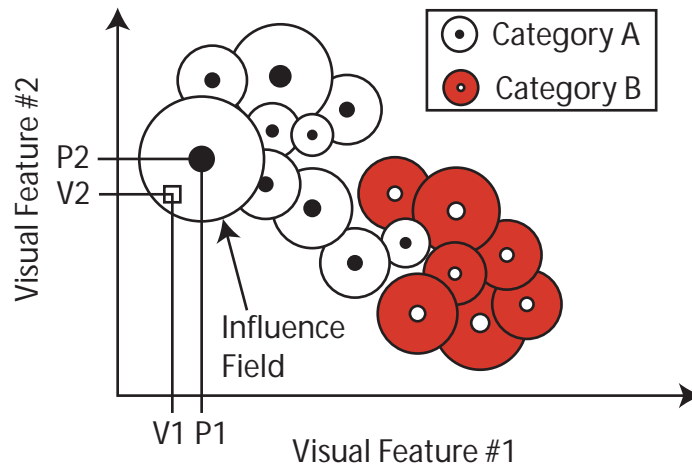 Category A
Category B
Visual Feature #2
P2
V2
Influence
Field
V1 P1
Visual Feature #1